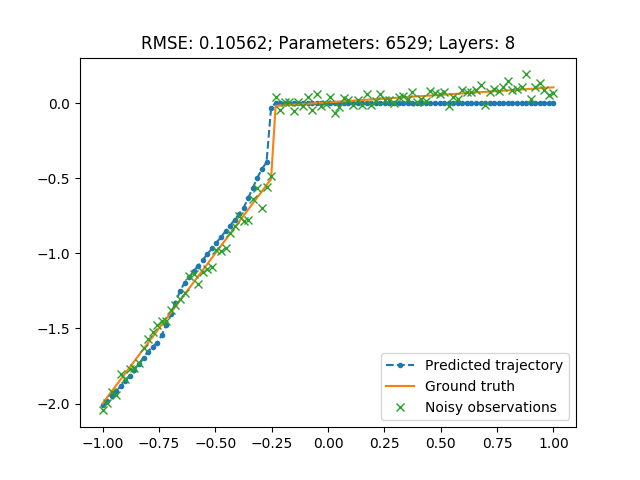 RMSE: 0.10562; Parameters: 6529; Layers: 8
0.0
−0.5
−1.0
−1.5
−2.0
Predicted trajectory
Ground truth
Noisy observations
−1.00 −0.75 −0.50 −0.25 0.00 0.25 0.50 0.75 1.00